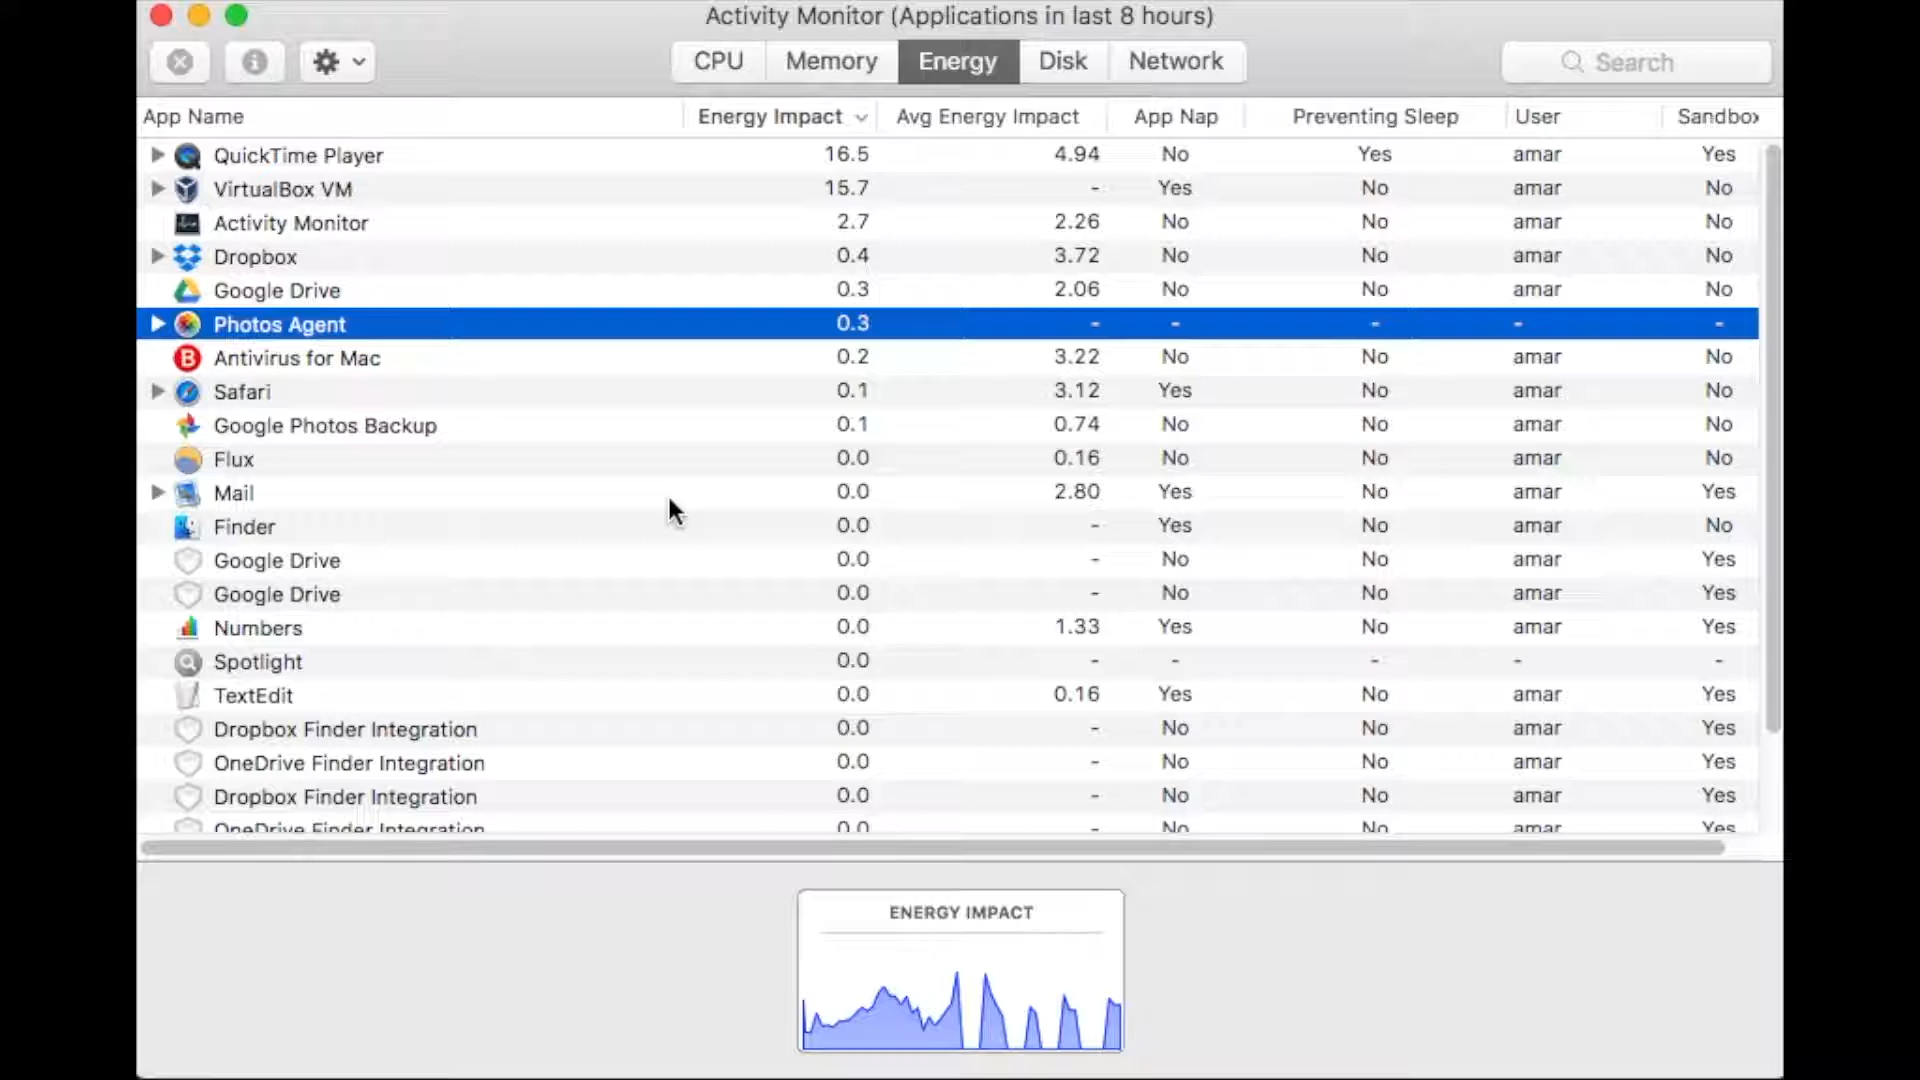 Activity Monitor (Applications in last 8 hours)
CPU Memory Energy Disk Network Search
App Name Energy Impact Avg Energy Impact App Nap Preventing Sleep User Sandbox
QuickTime Player 16.5 4.94 No Yes amar Yes
VirtualBox VM 15.7 - Yes No amar No
Activity Monitor 2.7 2.26 No No amar No
Dropbox 0.4 3.72 No No amar No
Google Drive 0.3 2.06 No No amar No
Photos Agent 0.3 - - - - -
Antivirus for Mac 0.2 3.22 No No amar No
Safari 0.1 3.12 Yes No amar No
Google Photos Backup 0.1 0.74 No No amar No
Flux 0.0 0.16 No No amar No
Mail 0.0 2.80 Yes No amar Yes
Finder 0.0 - Yes No amar No
Google Drive 0.0 - No No amar Yes
Google Drive 0.0 - No No amar Yes
Numbers 0.0 1.33 Yes No amar Yes
Spotlight 0.0 - - - - -
TextEdit 0.0 0.16 Yes No amar Yes
Dropbox Finder Integration 0.0 - No No amar Yes
OneDrive Finder Integration 0.0 - No No amar Yes
Dropbox Finder Integration 0.0 - No No amar Yes
OneDrive Finder Integration 0.0 - No No amar Yes
ENERGY IMPACT